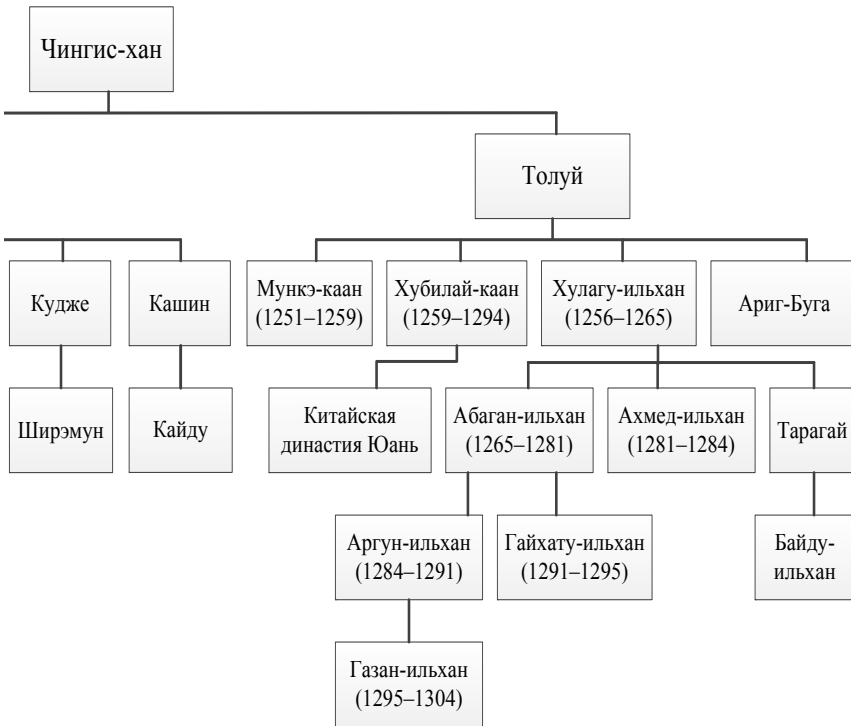 Чингис-хан
Толуй
Кудже
Кашин
Мункэ-каан
(1251–1259)
Хубилай-каан
(1259–1294)
Хулагу-ильхан
(1256–1265)
Ариг-Буга
Ширэмун
Кайду
Китайская
династия Юань
Абаган-ильхан
(1265–1281)
Ахмед-ильхан
(1281–1284)
Тарагай
Аргун-ильхан
(1284–1291)
Гайхату-ильхан
(1291–1295)
Байду-
ильхан
Газан-ильхан
(1295–1304)